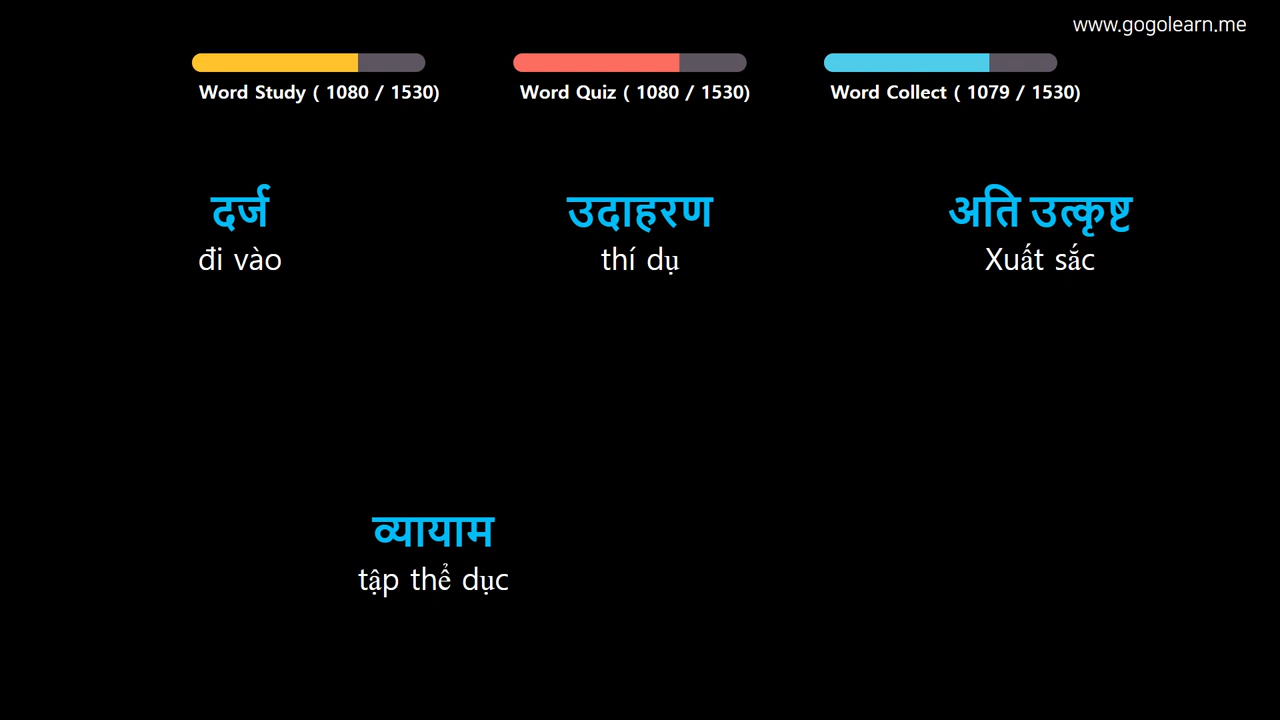 www.gogolearn.me
Word Study ( 1080 / 1530)
Word Quiz ( 1080 / 1530)
Word Collect ( 1079 / 1530)
दर्ज
đi vào
उदाहरण
thí dụ
अति उत्कृष्ट
Xuất sắc
व्यायाम
tập thể dục